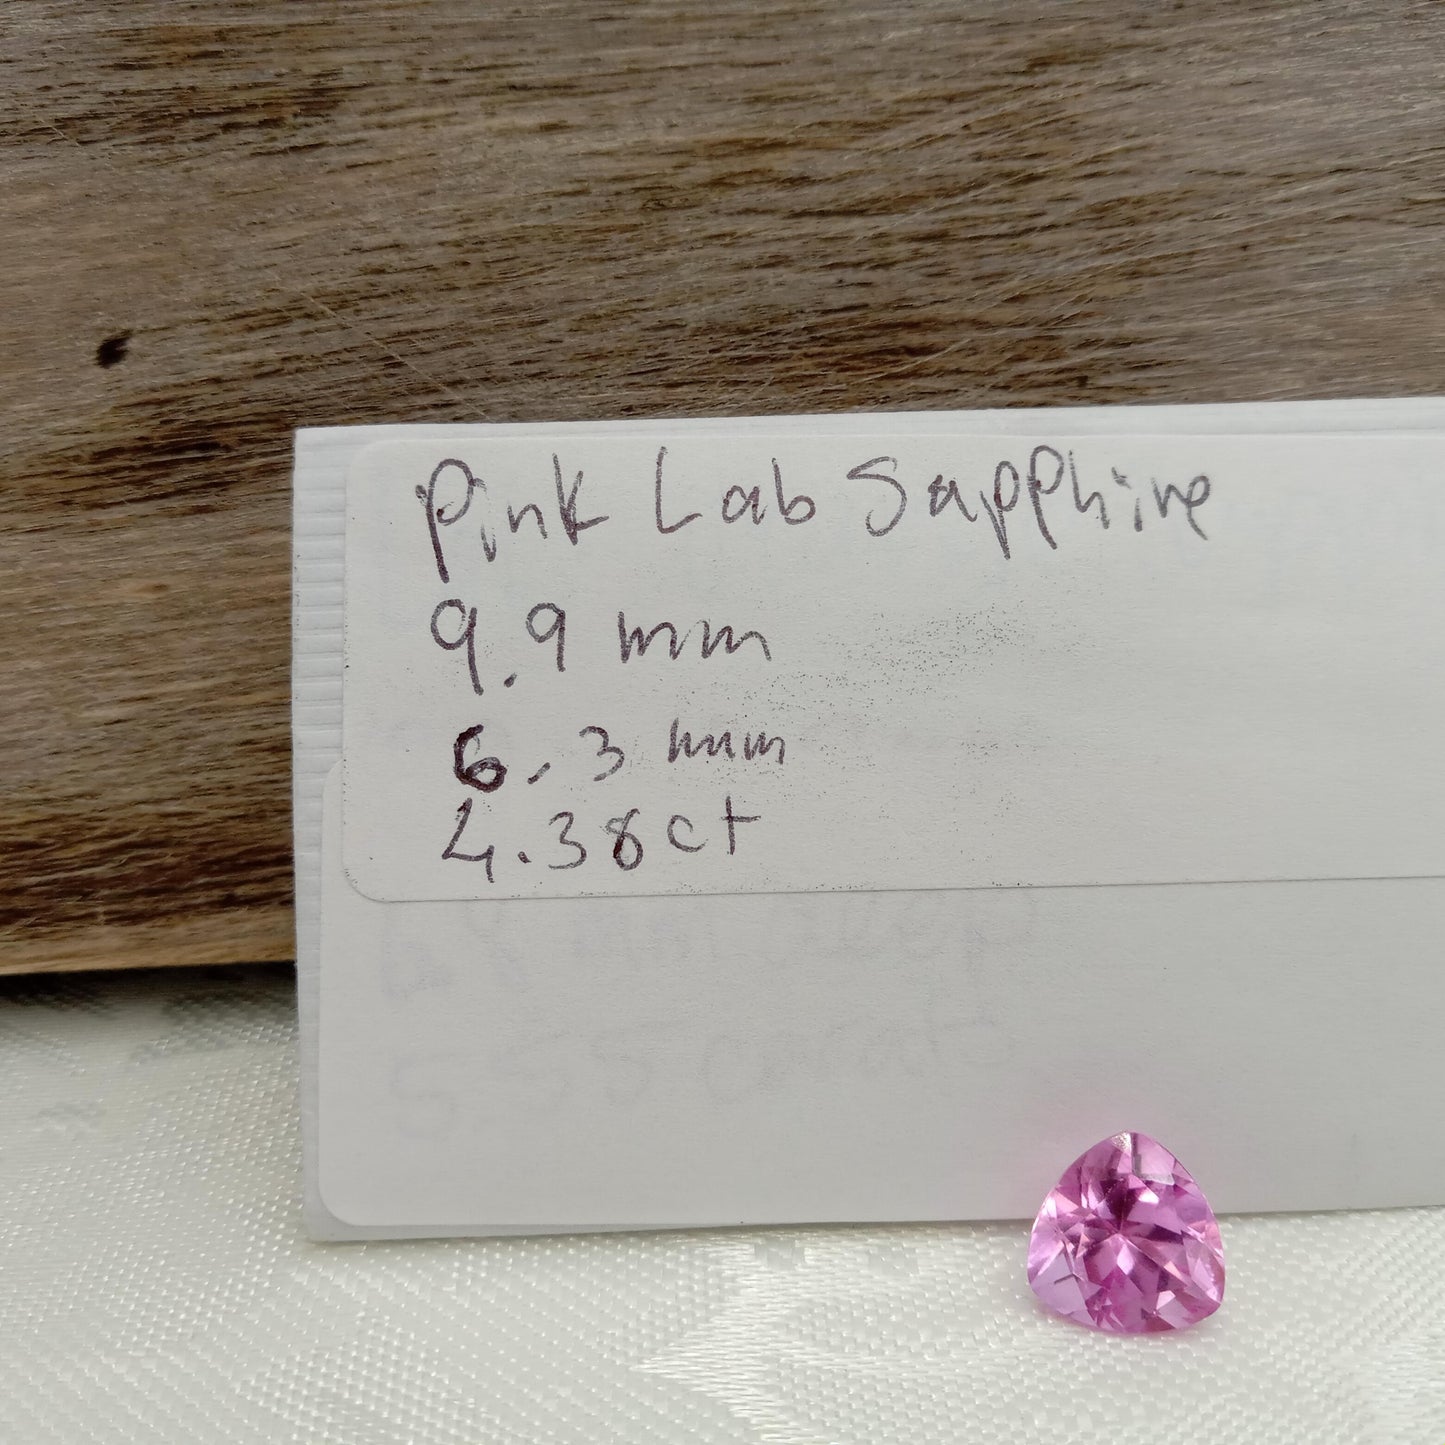 Pink Lab Sapphire
9.9 mm
6.3 mm
4.38ct